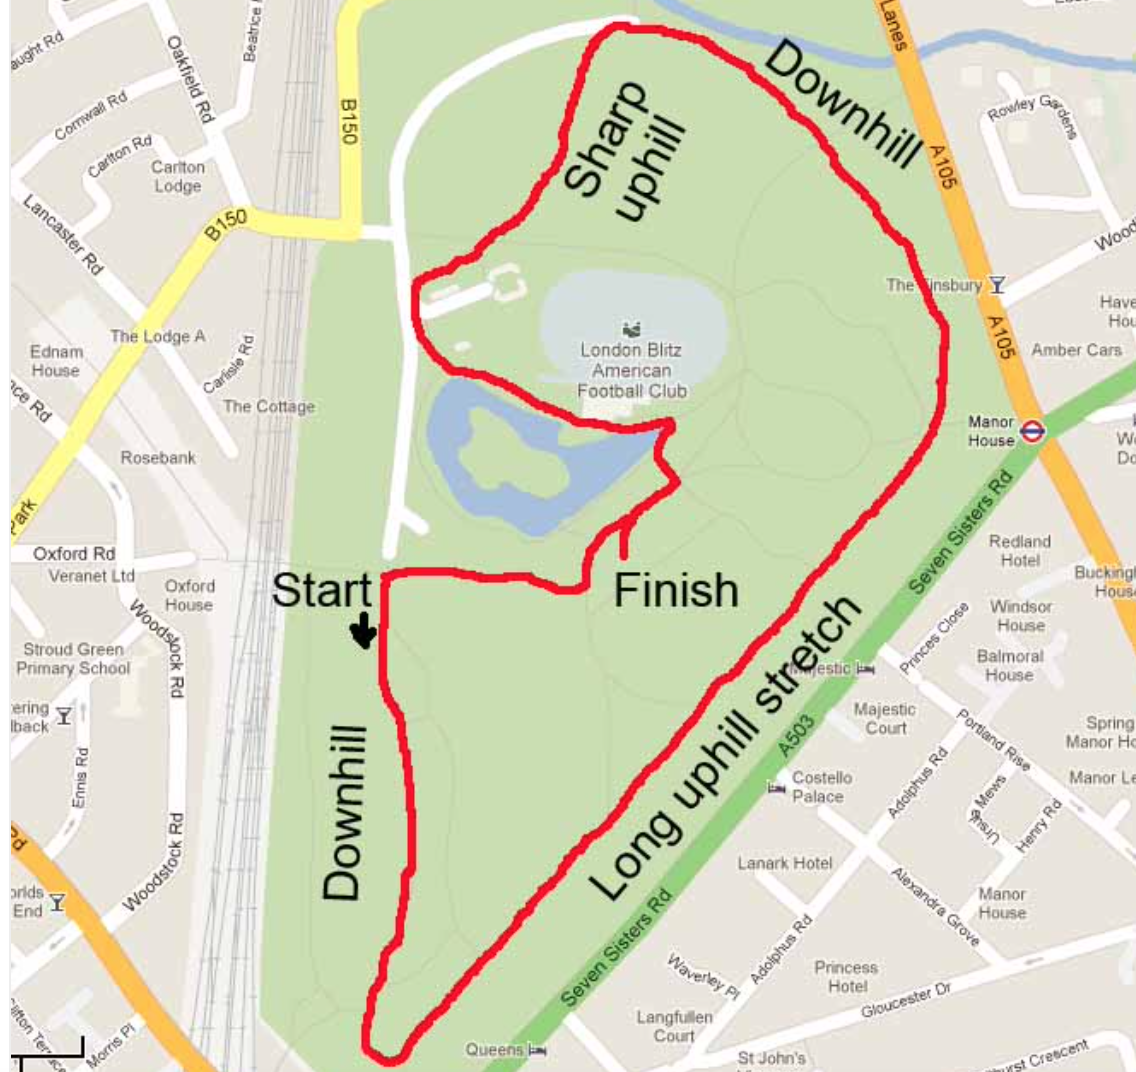 Lanes
Beatrice
aught Rd
Oakfield Rd
Cornwall Rd
Carlton Rd
Carlton
Lodge
B150
B150
Lancaster Rd
The Lodge A
Ednam
House
Carlisle Rd
The Cottage
nce Rd
Rosebank
Park
Oxford Rd
Veranet Ltd
Oxford
House
Woodstock Rd
Stroud Green
Primary School
ering
lback
Ennis Rd
Rd
Woodstock Rd
orlds
End
Clifton Terrace
Morris Pl
Sharp
uphill
Downhill
A105
Rowley Gardens
Wood
The Finsbury
A105
Have
Hou
Amber Cars
London Blitz
American
Football Club
Manor
House
Wo
Do
Seven Sisters Rd
Redland
Hotel
Bucking
House
Start
Finish
Windsor
House
Princes Close
Balmoral
House
Majestic
Majestic
Court
Portland Rise
Spring
Manor Ho
Downhill
Long uphill stretch
A503
Costello
Palace
Adolphus Rd
Ursula Mews
Henry Rd
Manor Le
Lanark Hotel
Alexandra Grove
Manor
House
Seven Sisters Rd
Adolphus Rd
Waverley Pl
Princess
Hotel
Gloucester Dr
Langfullen
Court
Queens
St John's
hurst Crescent